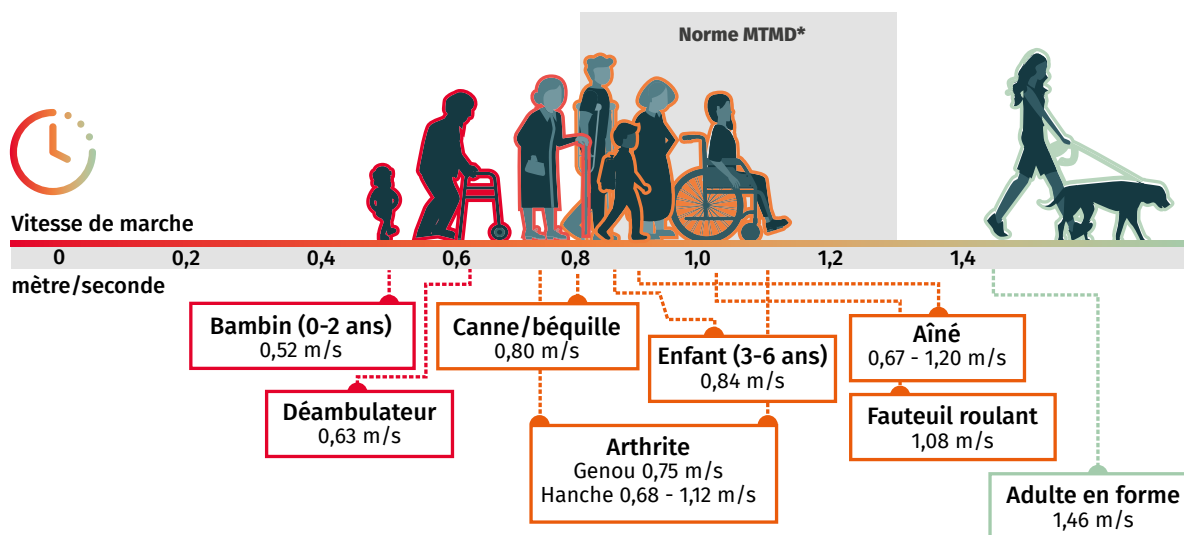 Norme MTMD*
Vitesse de marche
0 0,2 0,4 0,6 0,8 1,0 1,2 1,4
mètre/seconde
Bambin (0-2 ans)
0,52 m/s
Canne/béquille
0,80 m/s
Enfant (3-6 ans)
0,84 m/s
Aîné
0,67 - 1,20 m/s
Déambulateur
0,63 m/s
Arthrite
Genou 0,75 m/s
Hanche 0,68 - 1,12 m/s
Fauteuil roulant
1,08 m/s
Adulte en forme
1,46 m/s